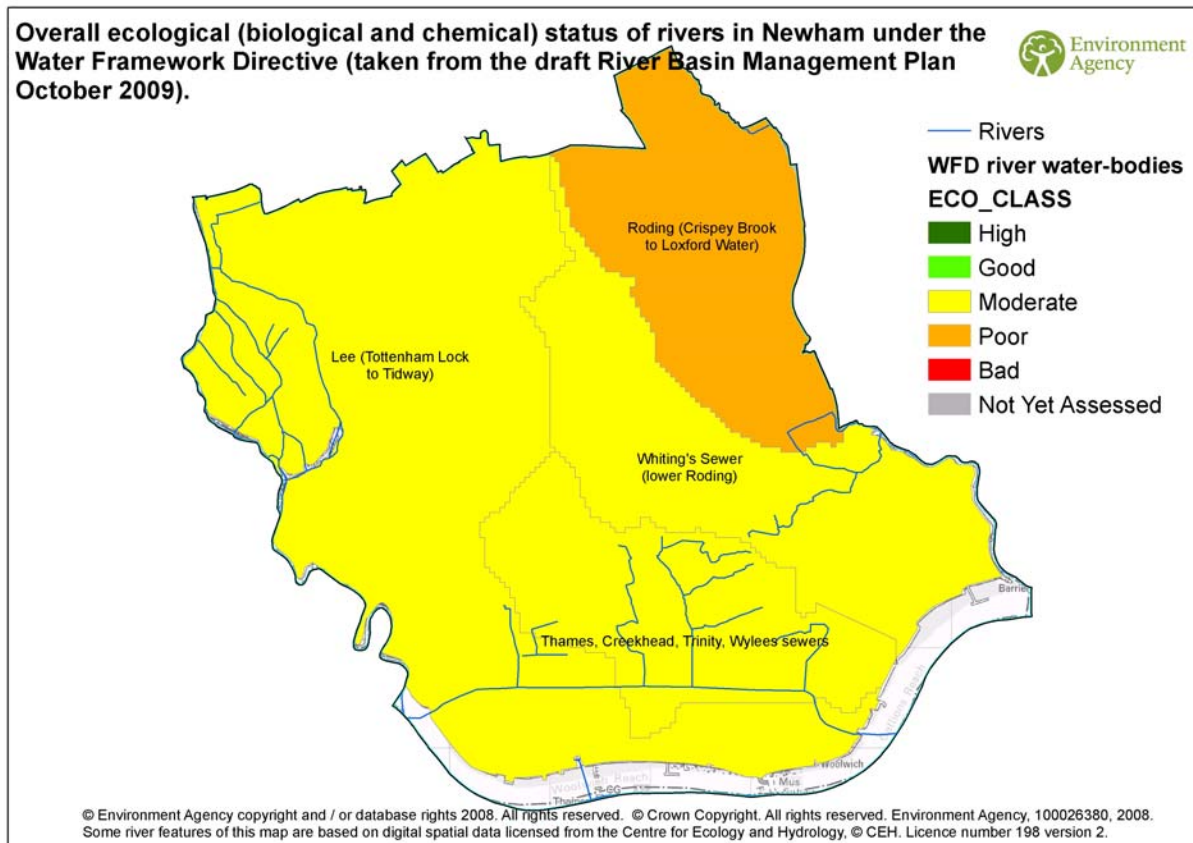 Overall ecological (biological and chemical) status of rivers in Newham under the
Water Framework Directive (taken from the draft River Basin Management Plan
October 2009).
Environment
Agency
Rivers
WFD river water-bodies
ECO_CLASS
High
Good
Moderate
Poor
Bad
Not Yet Assessed
Roding (Crispey Brook
to Loxford Water)
Lee (Tottenham Lock
to Tidway)
Whiting's Sewer
(lower Roding)
Barrie
Thames, Creekhead, Trinity, Wylees sewers
Reach
Woolwich
Reach
Mus
© Environment Agency copyright and / or database rights 2008. All rights reserved. © Crown Copyright. All rights reserved. Environment Agency, 100026380, 2008.
Some river features of this map are based on digital spatial data licensed from the Centre for Ecology and Hydrology, © CEH. Licence number 198 version 2.